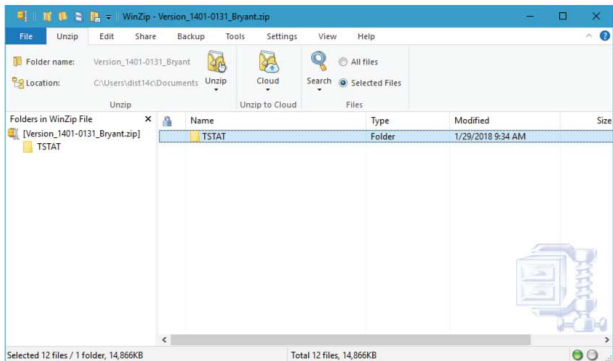 WinZip - Version_1401-0131_Bryant.zip
File Unzip Edit Share Backup Tools Settings View Help
Folder name: Version_1401-0131_Bryant
Location: C:\Users\dist14c\Documents
Unzip
Cloud
Search
All files
Selected Files
Unzip Unzip to Cloud Files
Folders in WinZip File
[Version_1401-0131_Bryant.zip]
TSTAT
Name Type Modified Size
TSTAT Folder 1/29/2018 9:34 AM
Selected 12 files / 1 folder, 14,866KB Total 12 files, 14,866KB